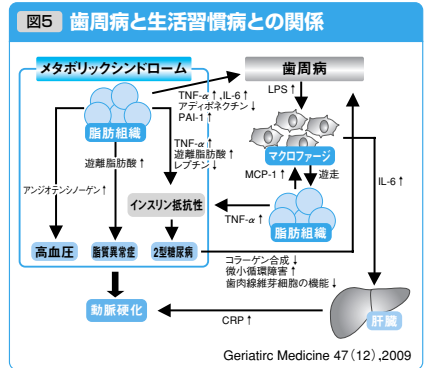 図5 歯周病と生活習慣病との関係
メタボリックシンドローム
歯周病
脂肪組織
TNF-α↑,IL-6↑
アディポネクチン↓
PAI-1↑
LPS↑
マクロファージ
TNF-α↑
遊離脂肪酸↑
レプチン↓
遊離脂肪酸↑
アンジオテンシノーゲン↑
MCP-1↑
遊走
IL-6↑
インスリン抵抗性
TNF-α↑
脂肪組織
高血圧
脂質異常症
2型糖尿病
コラーゲン合成↓
微小循環障害↑
歯肉線維芽細胞の機能↓
動脈硬化
CRP↑
肝臓
Geriatirc Medicine 47(12),2009